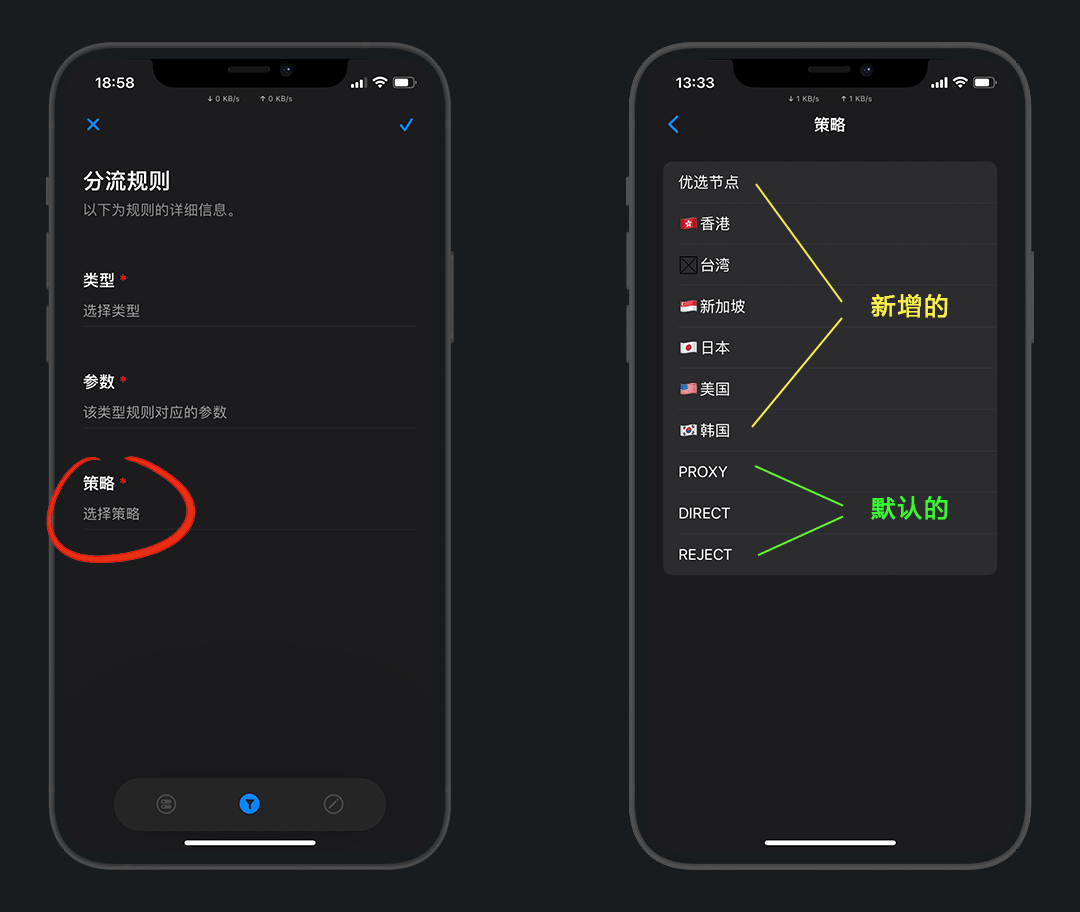 18:58
↓ 0 KB/s ↑ 0 KB/s
分流规则
以下为规则的详细信息。
类型 *
选择类型
参数 *
该类型规则对应的参数
策略 *
选择策略
13:33
↓ 1 KB/s ↑ 1 KB/s
策略
优选节点
🇭🇰 香港
台湾
🇸🇬 新加坡
🇯🇵 日本
🇺🇸 美国
🇰🇷 韩国
PROXY
DIRECT
REJECT
新增的
默认的